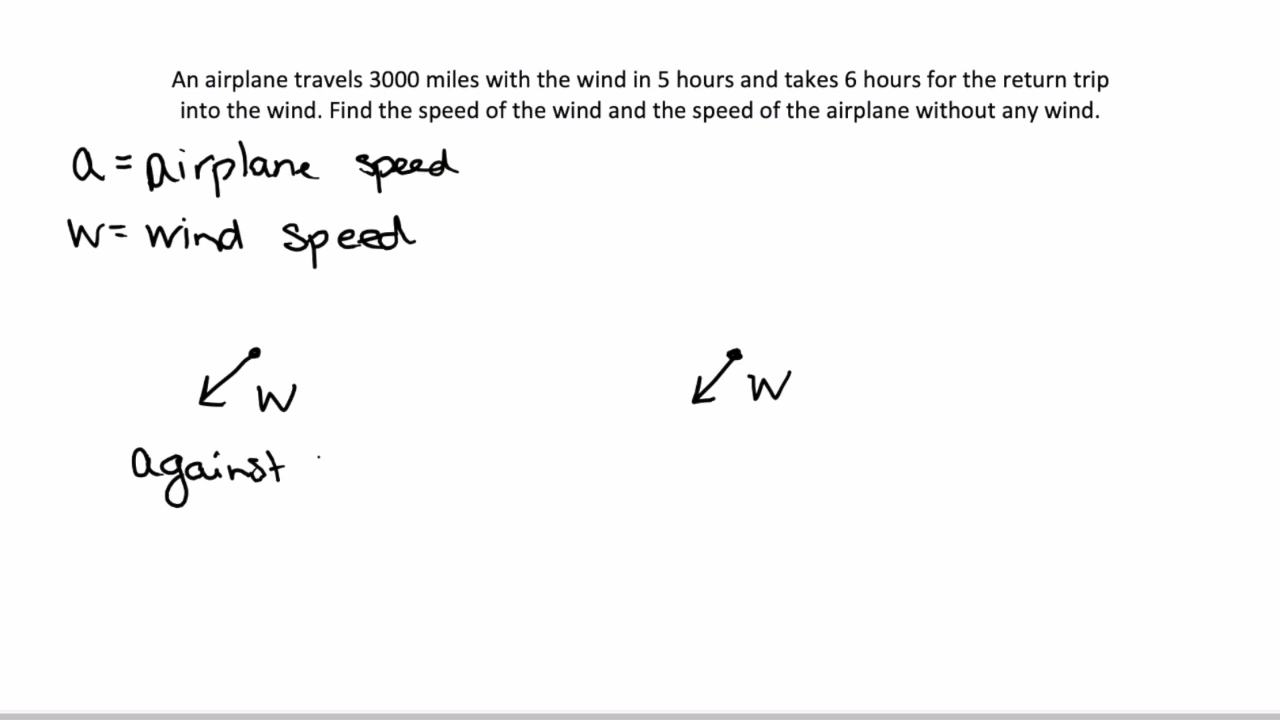 An airplane travels 3000 miles with the wind in 5 hours and takes 6 hours for the return trip
into the wind. Find the speed of the wind and the speed of the airplane without any wind.
a = airplane speed
w = wind speed
w w
against